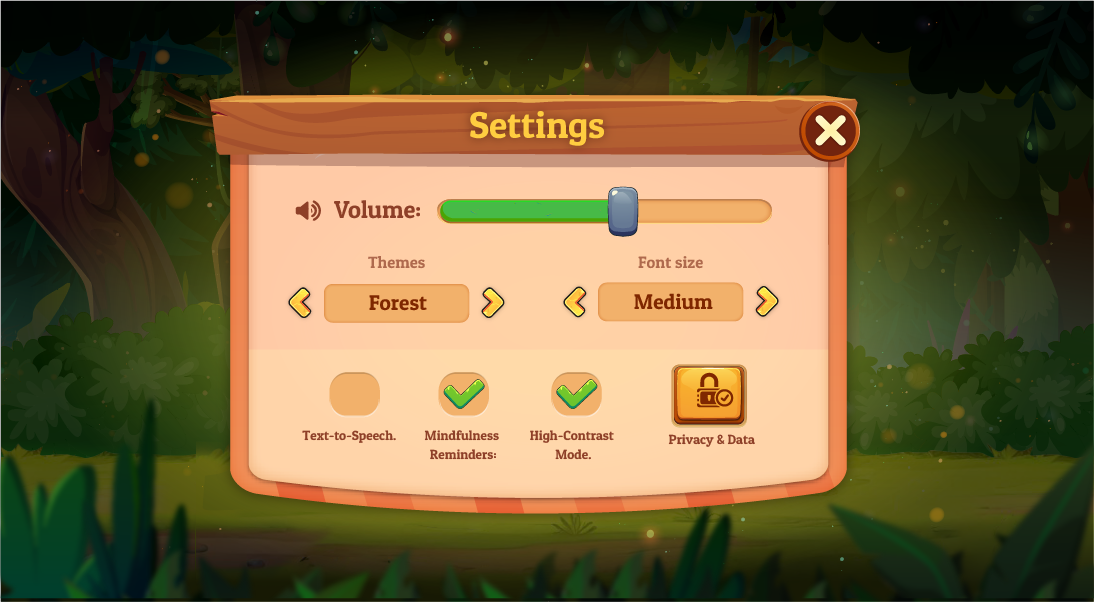 Settings
Volume:
Themes
Font size
Forest
Medium
Text-to-Speech.
Mindfulness
Reminders:
High-Contrast
Mode.
Privacy & Data